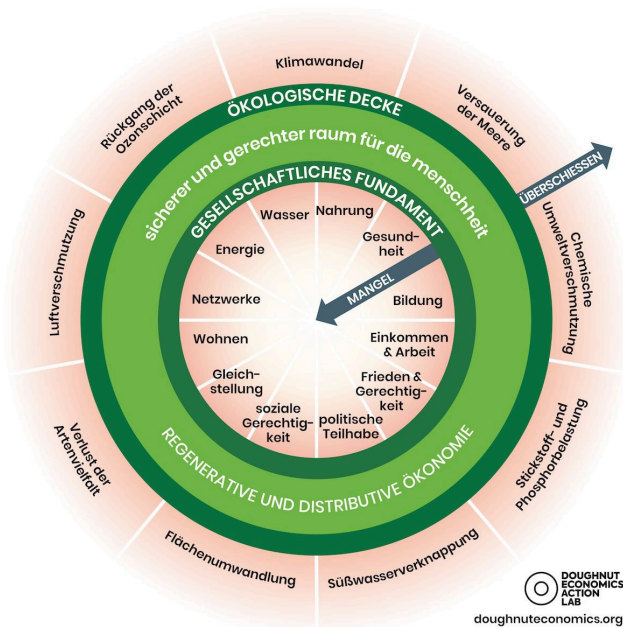 Klimawandel
Rückgang der
Ozonschicht
Versauerung
der Meere
ÖKOLOGISCHE DECKE
sicherer und gerechter raum für die menschheit
GESELLSCHAFTLICHES FUNDAMENT
ÜBERSCHIESSEN
Luftverschmutzung
Chemische
Umweltverschmutzung
Wasser
Nahrung
Energie
Gesund-
heit
MANGEL
Netzwerke
Bildung
Wohnen
Einkommen
& Arbeit
Gleich-
stellung
Frieden &
Gerechtig-
keit
soziale
Gerechtig-
keit
politische
Teilhabe
REGENERATIVE UND DISTRIBUTIVE ÖKONOMIE
Verlust der
Artenvielfalt
Stickstoff- und
Phosphorbelastung
Flächenumwandlung
Süßwasserverknappung
DOUGHNUT
ECONOMICS
ACTION
LAB
doughnuteconomics.org